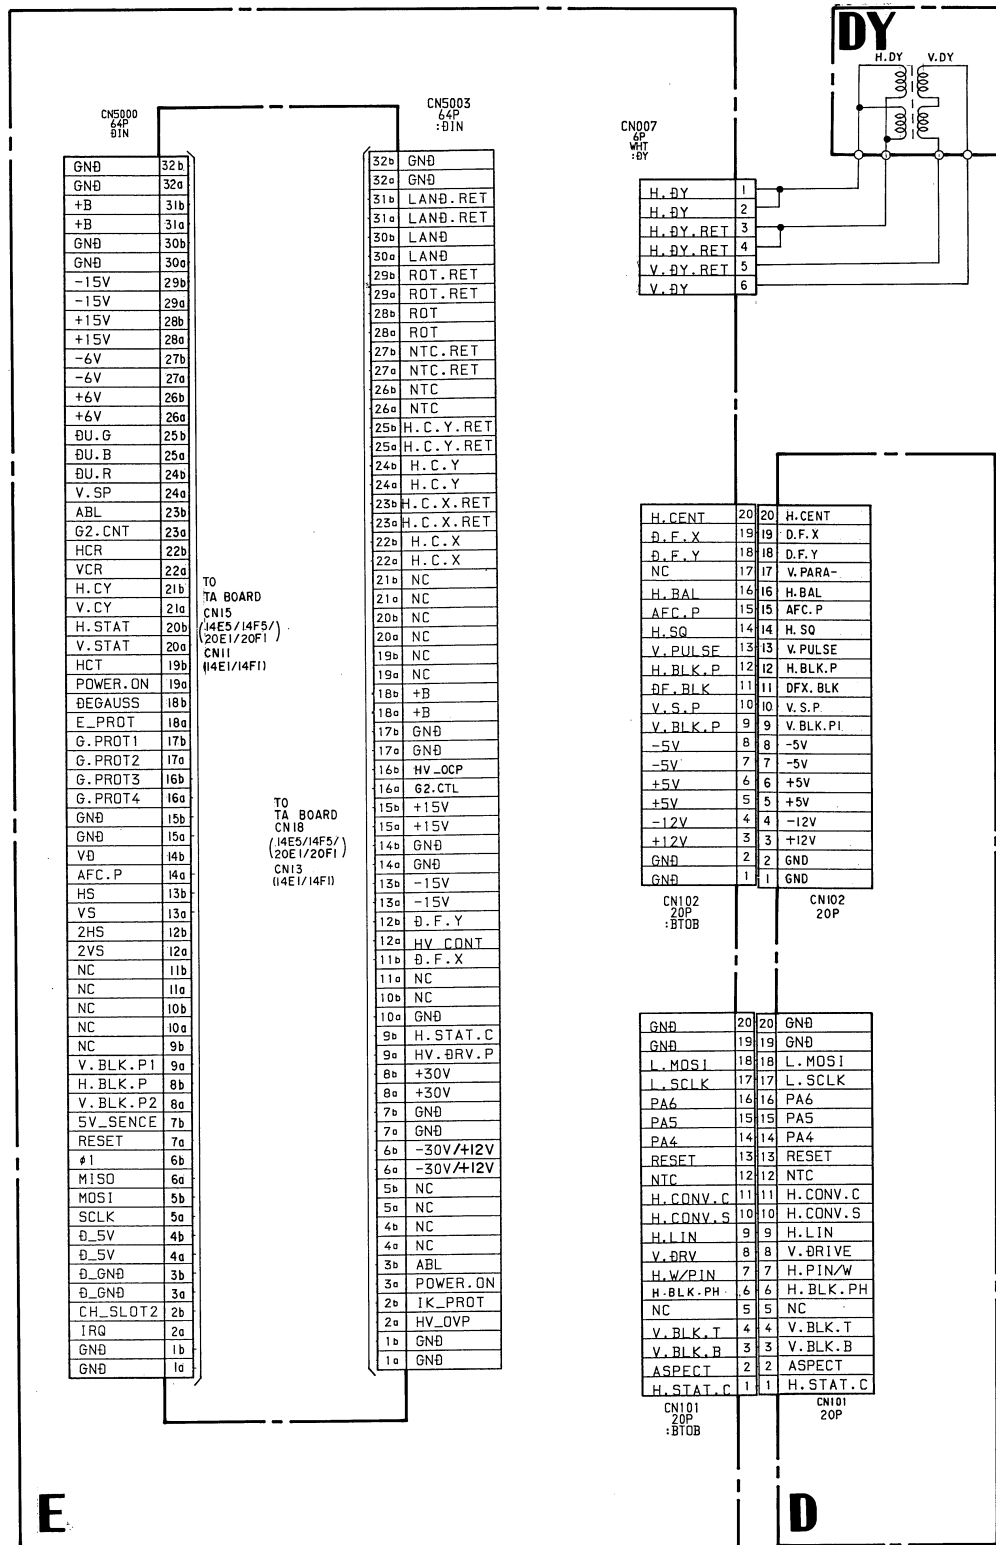 DY
H.DY V.DY
CN5000
64P
DIN
GND 32b
GND 32a
+B 31b
+B 31a
GND 30b
GND 30a
-15V 29b
-15V 29a
+15V 28b
+15V 28a
-6V 27b
-6V 27a
+6V 26b
+6V 26a
DU.G 25b
DU.B 25a
DU.R 24b
V.SP 24a
ABL 23b
G2.CNT 23a
HCR 22b
VCR 22a
H.CY 21b
V.CY 21a
H.STAT 20b
V.STAT 20a
HCT 19b
POWER.ON 19a
DEGAUSS 18b
E_PROT 18a
G.PROT1 17b
G.PROT2 17a
G.PROT3 16b
G.PROT4 16a
GND 15b
GND 15a
VD 14b
AFC.P 14a
HS 13b
VS 13a
2HS 12b
2VS 12a
NC 11b
NC 11a
NC 10b
NC 10a
NC 9b
V.BLK.P1 9a
H.BLK.P 8b
V.BLK.P2 8a
5V_SENCE 7b
RESET 7a
φ1 6b
MISO 6a
MOSI 5b
SCLK 5a
D_5V 4b
D_5V 4a
D_GND 3b
D_GND 3a
CH_SLOT2 2b
IRQ 2a
GND 1b
GND 1a
TO
TA BOARD
CN15
(14E5/14F5/
20E1/20F1)
CN11
(14E1/14F1)
CN5003
64P
:DIN
32b GND
32a GND
31b LAND.RET
31a LAND.RET
30b LAND
30a LAND
29b ROT.RET
29a ROT.RET
28b ROT
28a ROT
27b NTC.RET
27a NTC.RET
26b NTC
26a NTC
25b H.C.Y.RET
25a H.C.Y.RET
24b H.C.Y
24a H.C.Y
23b H.C.X.RET
23a H.C.X.RET
22b H.C.X
22a H.C.X
21b NC
21a NC
20b NC
20a NC
19b NC
19a NC
18b +B
18a +B
17b GND
17a GND
16b HV_OCP
16a G2.CTL
15b +15V
15a +15V
14b GND
14a GND
13b -15V
13a -15V
12b D.F.Y
12a HV CONT
11b D.F.X
11a NC
10b NC
10a GND
9b H.STAT.C
9a HV.DRV.P
8b +30V
8a +30V
7b GND
7a GND
6b -30V/+12V
6a -30V/+12V
5b NC
5a NC
4b NC
4a NC
3b ABL
3a POWER.ON
2b IK_PROT
2a HV_OVP
1b GND
1a GND
TO
TA BOARD
CN18
(14E5/14F5/
20E1/20F1)
CN13
(14E1/14F1)
CN007
6P
WHT
:DY
H.DY 1
H.DY 2
H.DY.RET 3
H.DY.RET 4
V.DY.RET 5
V.DY 6
H.CENT 20 20 H.CENT
D.F.X 19 19 D.F.X
D.F.Y 18 18 D.F.Y
NC 17 17 V.PARA-
H.BAL 16 16 H.BAL
AFC.P 15 15 AFC.P
H.SQ 14 14 H.SQ
V.PULSE 13 13 V.PULSE
H.BLK.P 12 12 H.BLK.P
DF.BLK 11 11 DFX.BLK
V.S.P 10 10 V.S.P
V.BLK.P 9 9 V.BLK.P1
-5V 8 8 -5V
-5V 7 7 -5V
+5V 6 6 +5V
+5V 5 5 +5V
-12V 4 4 -12V
+12V 3 3 +12V
GND 2 2 GND
GND 1 1 GND
CN102
20P
:BTOB
CN102
20P
GND 20 20 GND
GND 19 19 GND
L.MOSI 18 18 L.MOSI
L.SCLK 17 17 L.SCLK
PA6 16 16 PA6
PA5 15 15 PA5
PA4 14 14 PA4
RESET 13 13 RESET
NTC 12 12 NTC
H.CONV.C 11 11 H.CONV.C
H.CONV.S 10 10 H.CONV.S
H.LIN 9 9 H.LIN
V.DRV 8 8 V.DRIVE
H.W/PIN 7 7 H.PIN/W
H.BLK.PH 6 6 H.BLK.PH
NC 5 5 NC
V.BLK.T 4 4 V.BLK.T
V.BLK.B 3 3 V.BLK.B
ASPECT 2 2 ASPECT
H.STAT.C 1 1 H.STAT.C
CN101
20P
:BTOB
CN101
20P
E
D